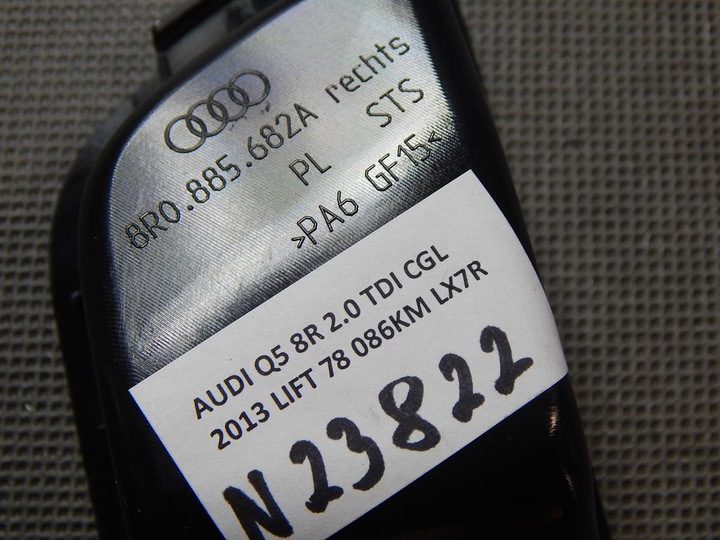 8R0.885.682A rechts
PL STS
>PA6 GF15<
AUDI Q5 8R 2.0 TDI CGL
2013 LIFT 78 086KM LX7R
N23822